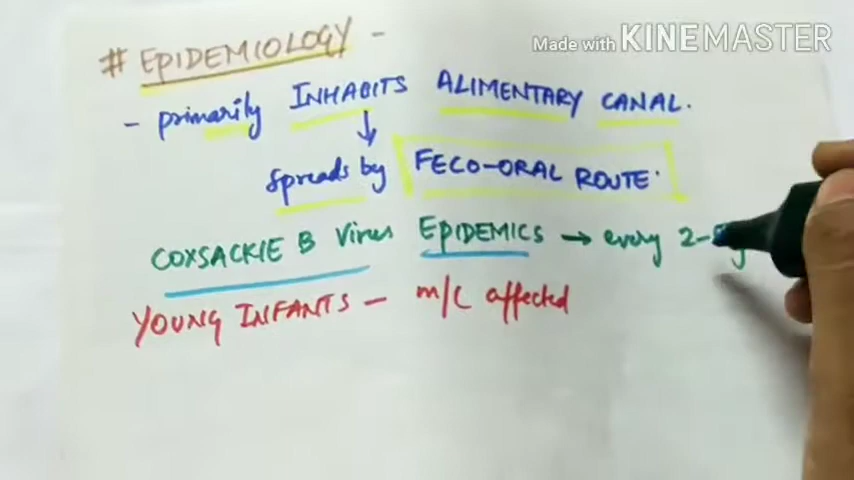 Made with KINEMASTER
# EPIDEMIOLOGY -
- primarily INHABITS ALIMENTARY CANAL.
↓
Spreads by FECO-ORAL ROUTE.
COXSACKIE B Virus EPIDEMICS → every 2-
YOUNG INFANTS - m/c affected